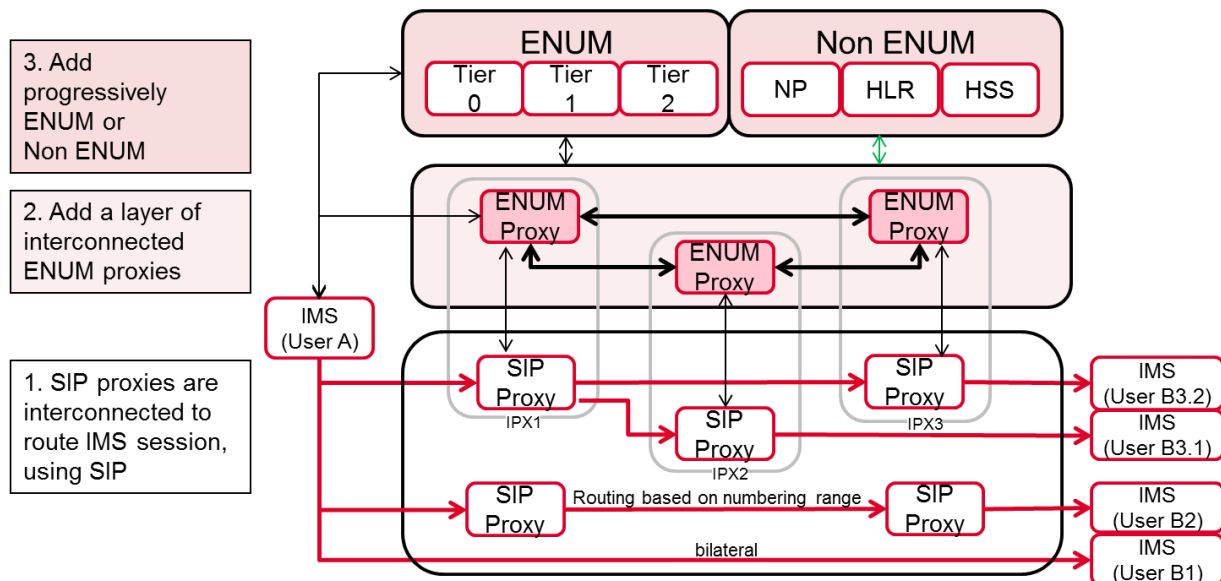 3. Add
progressively
ENUM or
Non ENUM
2. Add a layer of
interconnected
ENUM proxies
1. SIP proxies are
interconnected to
route IMS session,
using SIP
IMS
(User A)
ENUM
Tier
0
Tier
1
Tier
2
Non ENUM
NP
HLR
HSS
ENUM
Proxy
ENUM
Proxy
ENUM
Proxy
SIP
Proxy
IPX1
SIP
Proxy
IPX2
SIP
Proxy
IPX3
SIP
Proxy
Routing based on numbering range
SIP
Proxy
bilateral
IMS
(User B3.2)
IMS
(User B3.1)
IMS
(User B2)
IMS
(User B1)